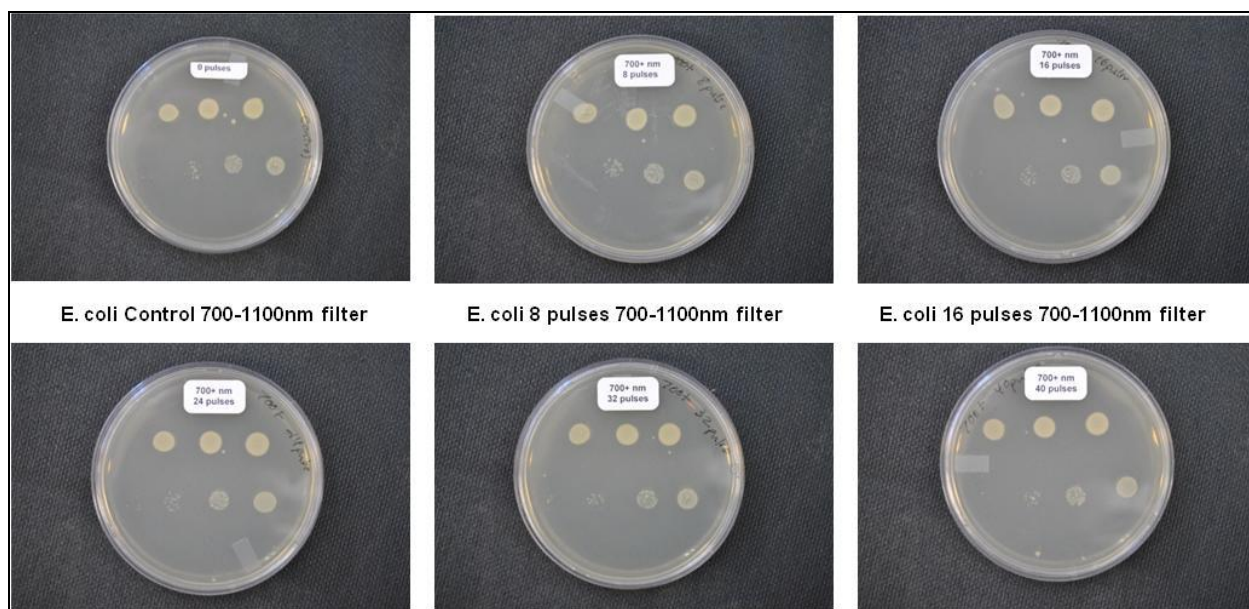 0 pulses
700+ nm
8 pulses
700+ nm
16 pulses
E. coli Control 700-1100nm filter
E. coli 8 pulses 700-1100nm filter
E. coli 16 pulses 700-1100nm filter
700+ nm
24 pulses
700+ nm
32 pulses
700+ nm
40 pulses